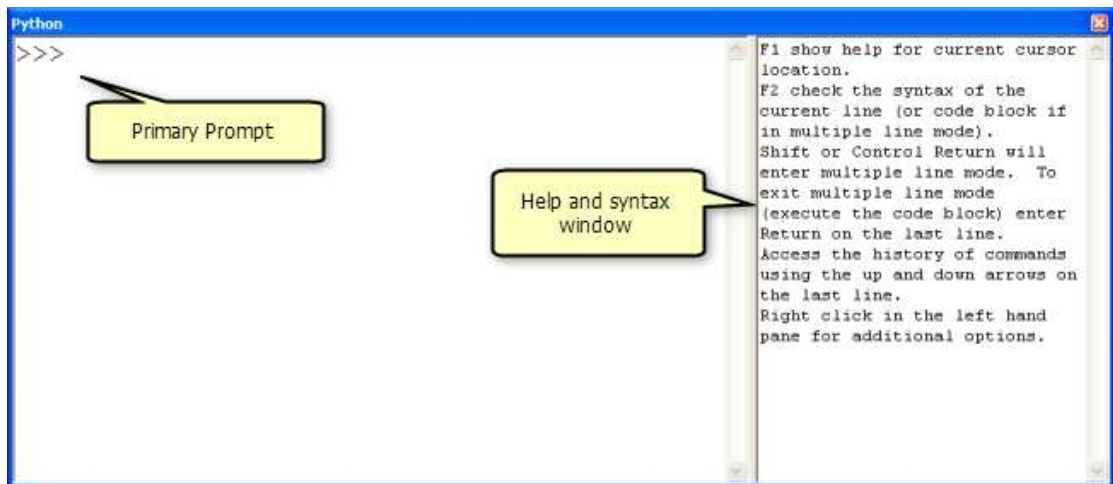 Python
>>>
Primary Prompt
Help and syntax
window
F1 show help for current cursor
location.
F2 check the syntax of the
current line (or code block if
in multiple line mode).
Shift or Control Return will
enter multiple line mode.  To
exit multiple line mode
(execute the code block) enter
Return on the last line.
Access the history of commands
using the up and down arrows on
the last line.
Right click in the left hand
pane for additional options.